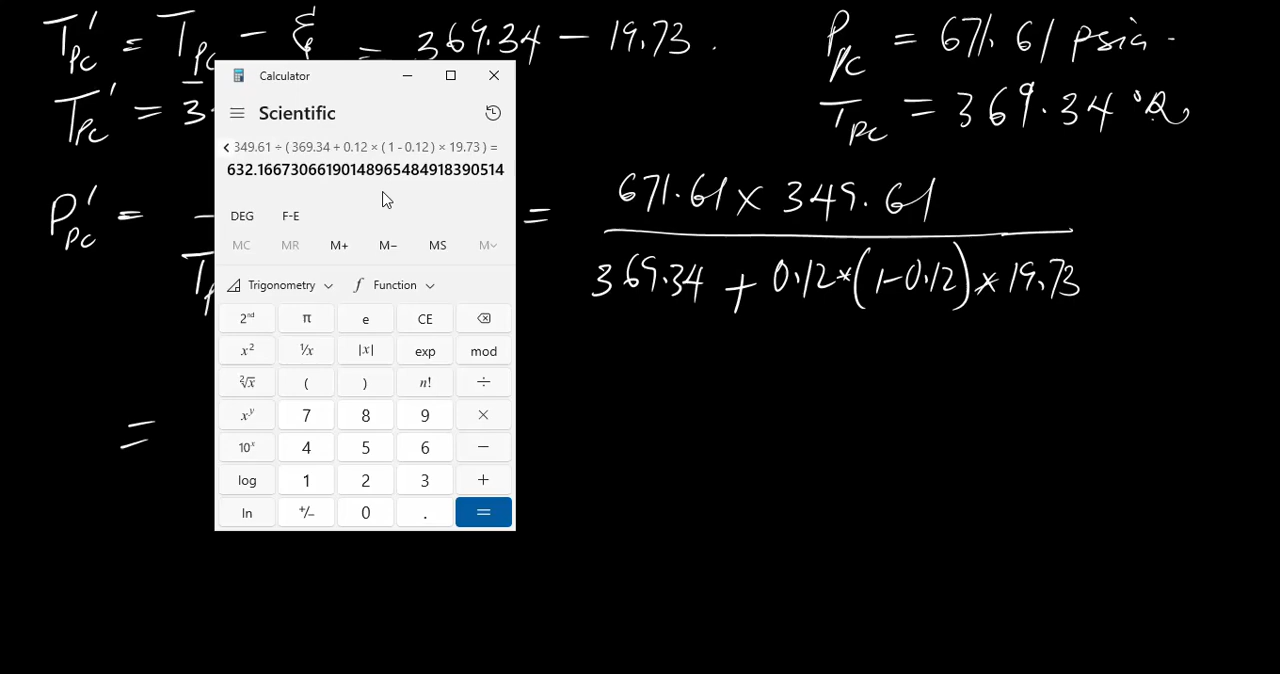 T'pc = Tpc - ξ = 369.34 - 19.73 .
Ppc = 671.61 psia .
T'pc = 3
Tpc = 369.34 °R
Calculator
Scientific
349.61 ÷ (369.34 + 0.12 × (1 - 0.12) × 19.73) =
632.16673066190148965484918390514
P'pc =
T
= 671.61 x 349.61
369.34 + 0.12*(1-0.12)×19.73
DEG F-E
MC MR M+ M− MS M
Trigonometry f Function
2nd π e CE
x² ¹/x |x| exp mod
²√x ( ) n! ÷
xʸ 7 8 9 ×
10ˣ 4 5 6 −
log 1 2 3 +
ln +/− 0 . =
=